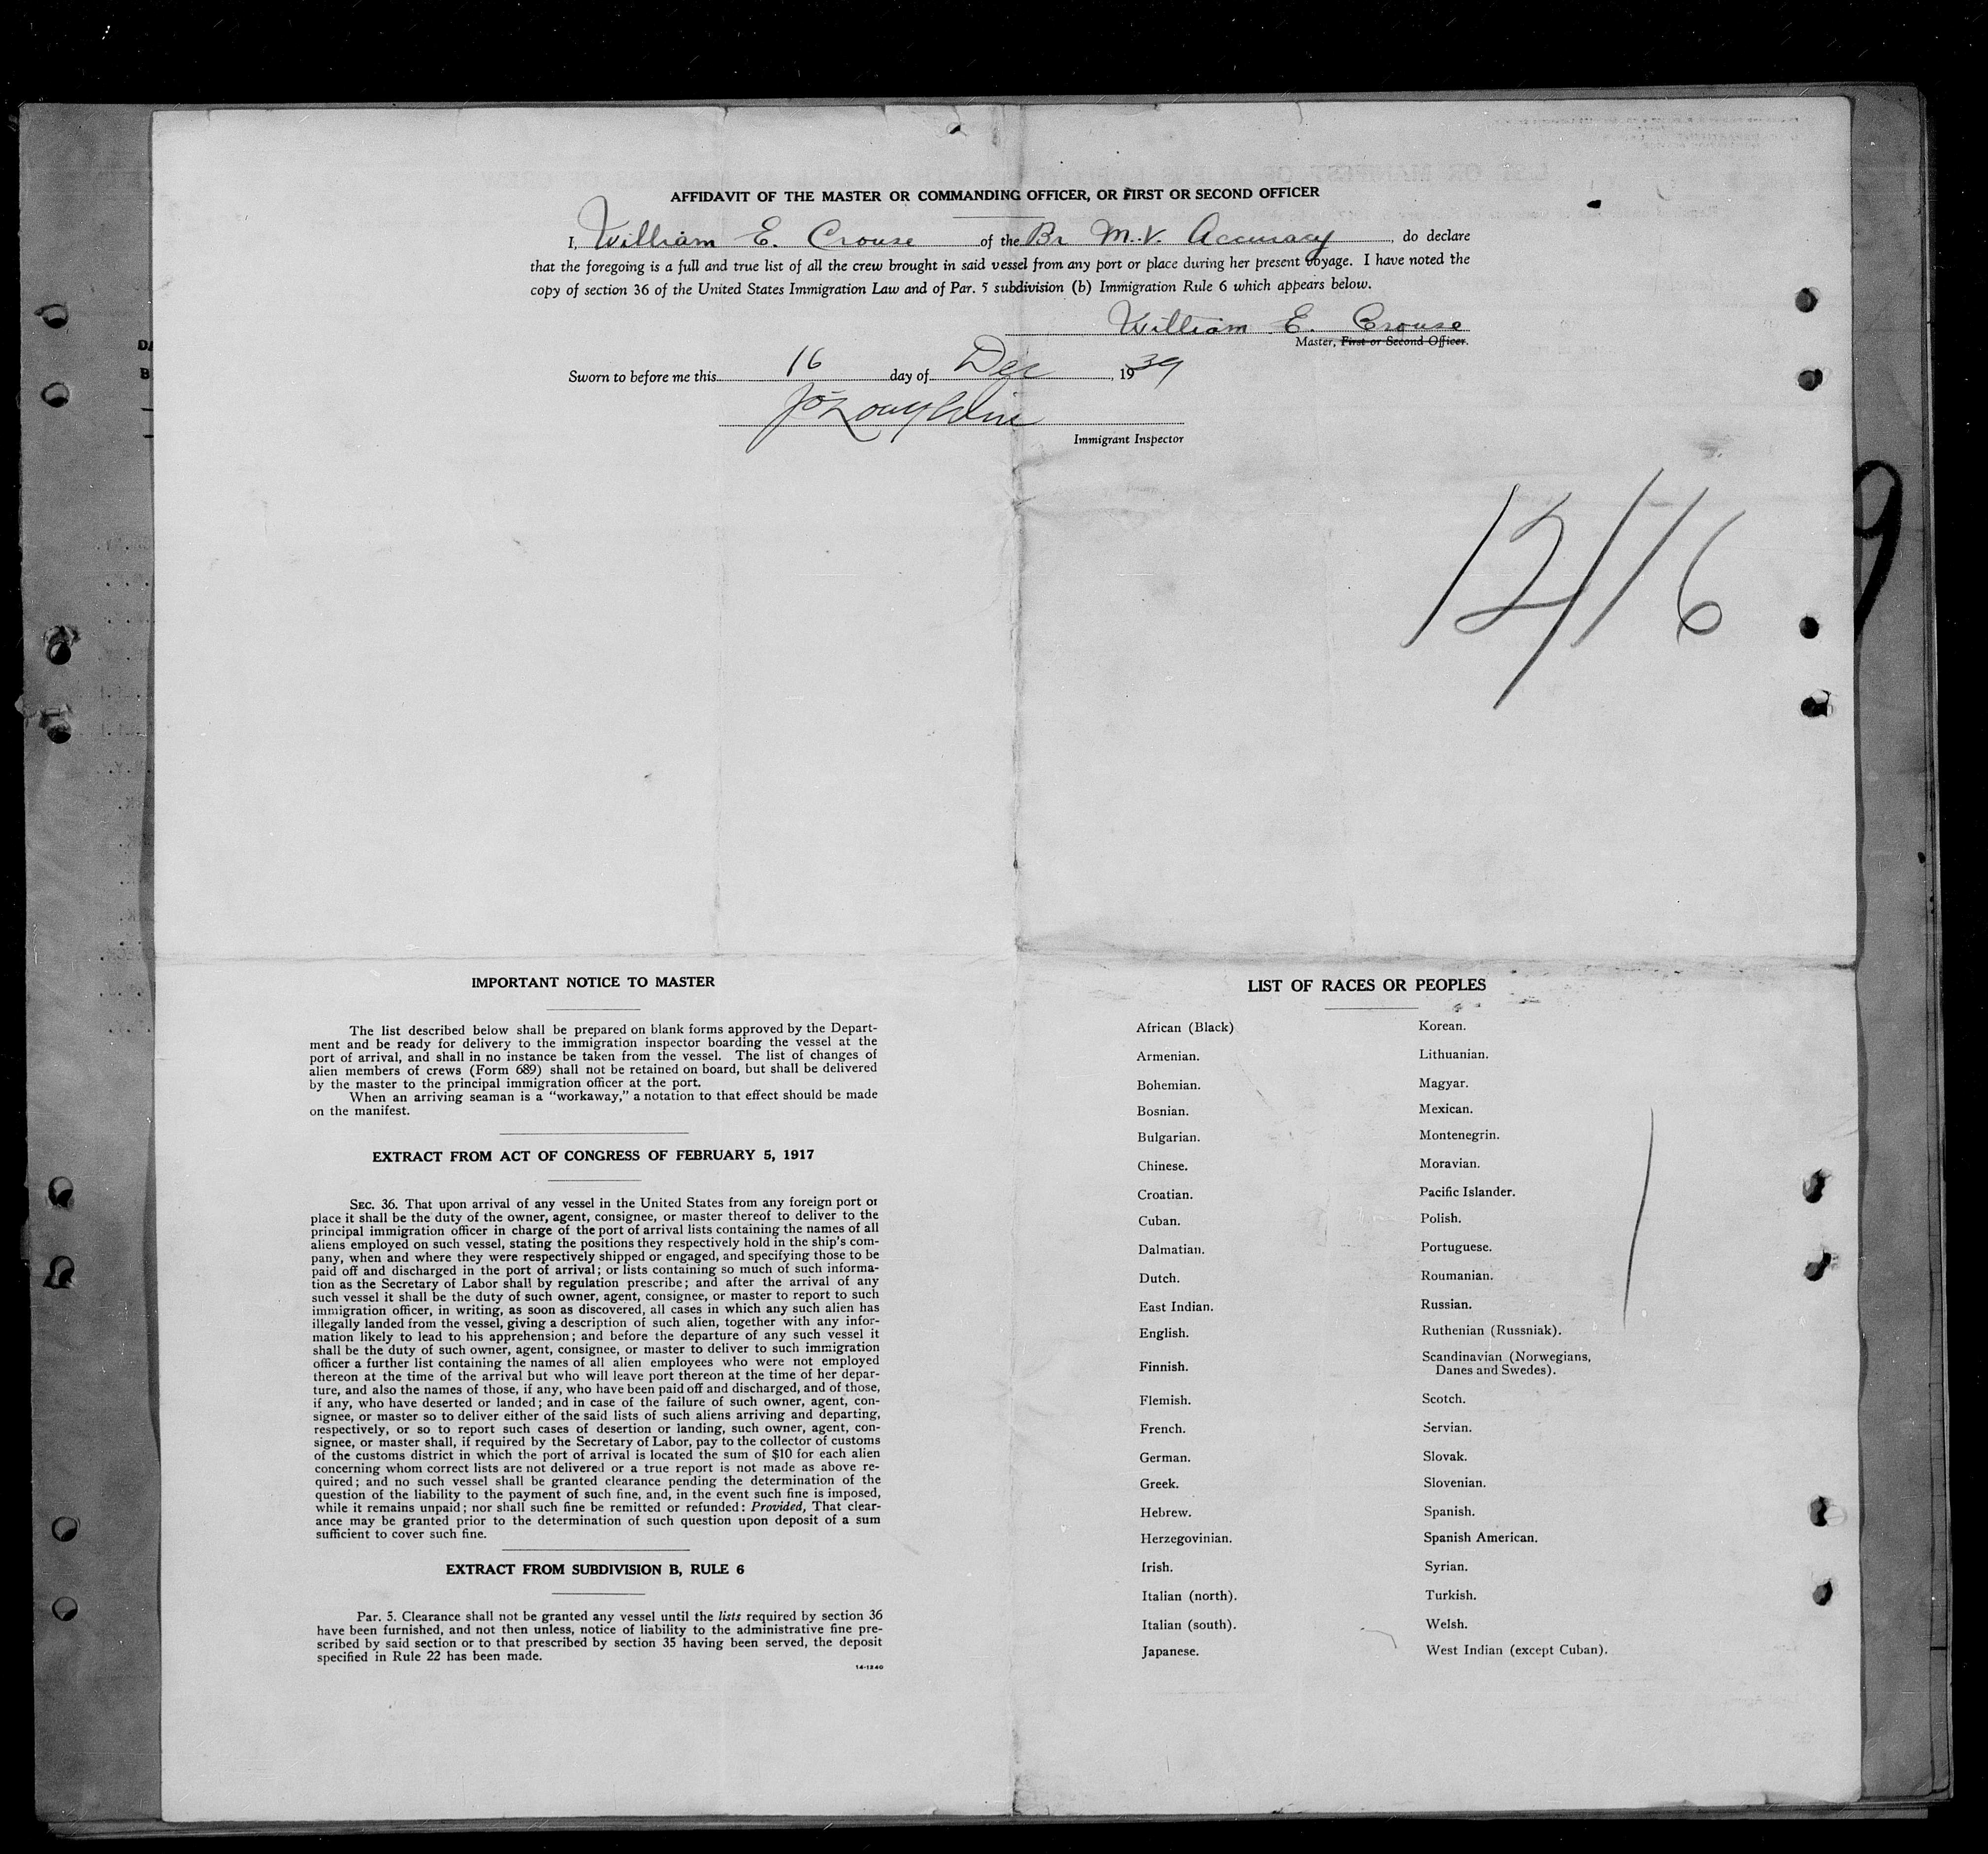 AFFIDAVIT OF THE MASTER OR COMMANDING OFFICER, OR FIRST OR SECOND OFFICER
I, William E. Crouse of the Br M.V. Accuracy, do declare
that the foregoing is a full and true list of all the crew brought in said vessel from any port or place during her present voyage. I have noted the
copy of section 36 of the United States Immigration Law and of Par. 5 subdivision (b) Immigration Rule 6 which appears below.
William E. Crouse
Master, First or Second Officer.
Sworn to before me this 16 day of Dec, 1939
Immigrant Inspector
12/16
IMPORTANT NOTICE TO MASTER
The list described below shall be prepared on blank forms approved by the Depart-
ment and be ready for delivery to the immigration inspector boarding the vessel at the
port of arrival, and shall in no instance be taken from the vessel. The list of changes of
alien members of crews (Form 689) shall not be retained on board, but shall be delivered
by the master to the principal immigration officer at the port.
When an arriving seaman is a "workaway," a notation to that effect should be made
on the manifest.
EXTRACT FROM ACT OF CONGRESS OF FEBRUARY 5, 1917
SEC. 36. That upon arrival of any vessel in the United States from any foreign port or
place it shall be the duty of the owner, agent, consignee, or master thereof to deliver to the
principal immigration officer in charge of the port of arrival lists containing the names of all
aliens employed on such vessel, stating the positions they respectively hold in the ship's com-
pany, when and where they were respectively shipped or engaged, and specifying those to be
paid off and discharged in the port of arrival; or lists containing so much of such informa-
tion as the Secretary of Labor shall by regulation prescribe; and after the arrival of any
such vessel it shall be the duty of such owner, agent, consignee, or master to report to such
immigration officer, in writing, as soon as discovered, all cases in which any such alien has
illegally landed from the vessel, giving a description of such alien, together with any infor-
mation likely to lead to his apprehension; and before the departure of any such vessel it
shall be the duty of such owner, agent, consignee, or master to deliver to such immigration
officer a further list containing the names of all alien employees who were not employed
thereon at the time of the arrival but who will leave port thereon at the time of her depar-
ture, and also the names of those, if any, who have been paid off and discharged, and of those,
if any, who have deserted or landed; and in case of the failure of such owner, agent, con-
signee, or master so to deliver either of the said lists of such aliens arriving and departing,
respectively, or so to report such cases of desertion or landing, such owner, agent, con-
signee, or master shall, if required by the Secretary of Labor, pay to the collector of customs
of the customs district in which the port of arrival is located the sum of $10 for each alien
concerning whom correct lists are not delivered or a true report is not made as above re-
quired; and no such vessel shall be granted clearance pending the determination of the
question of the liability to the payment of such fine, and, in the event such fine is imposed,
while it remains unpaid; nor shall such fine be remitted or refunded: Provided, That clear-
ance may be granted prior to the determination of such question upon deposit of a sum
sufficient to cover such fine.
EXTRACT FROM SUBDIVISION B, RULE 6
Par. 5. Clearance shall not be granted any vessel until the lists required by section 36
have been furnished, and not then unless, notice of liability to the administrative fine pre-
scribed by said section or to that prescribed by section 35 having been served, the deposit
specified in Rule 22 has been made.
14-1240
LIST OF RACES OR PEOPLES
African (Black)
Armenian.
Bohemian.
Bosnian.
Bulgarian.
Chinese.
Croatian.
Cuban.
Dalmatian.
Dutch.
East Indian.
English.
Finnish.
Flemish.
French.
German.
Greek.
Hebrew.
Herzegovinian.
Irish.
Italian (north).
Italian (south).
Japanese.
Korean.
Lithuanian.
Magyar.
Mexican.
Montenegrin.
Moravian.
Pacific Islander.
Polish.
Portuguese.
Roumanian.
Russian.
Ruthenian (Russniak).
Scandinavian (Norwegians,
Danes and Swedes).
Scotch.
Servian.
Slovak.
Slovenian.
Spanish.
Spanish American.
Syrian.
Turkish.
Welsh.
West Indian (except Cuban).